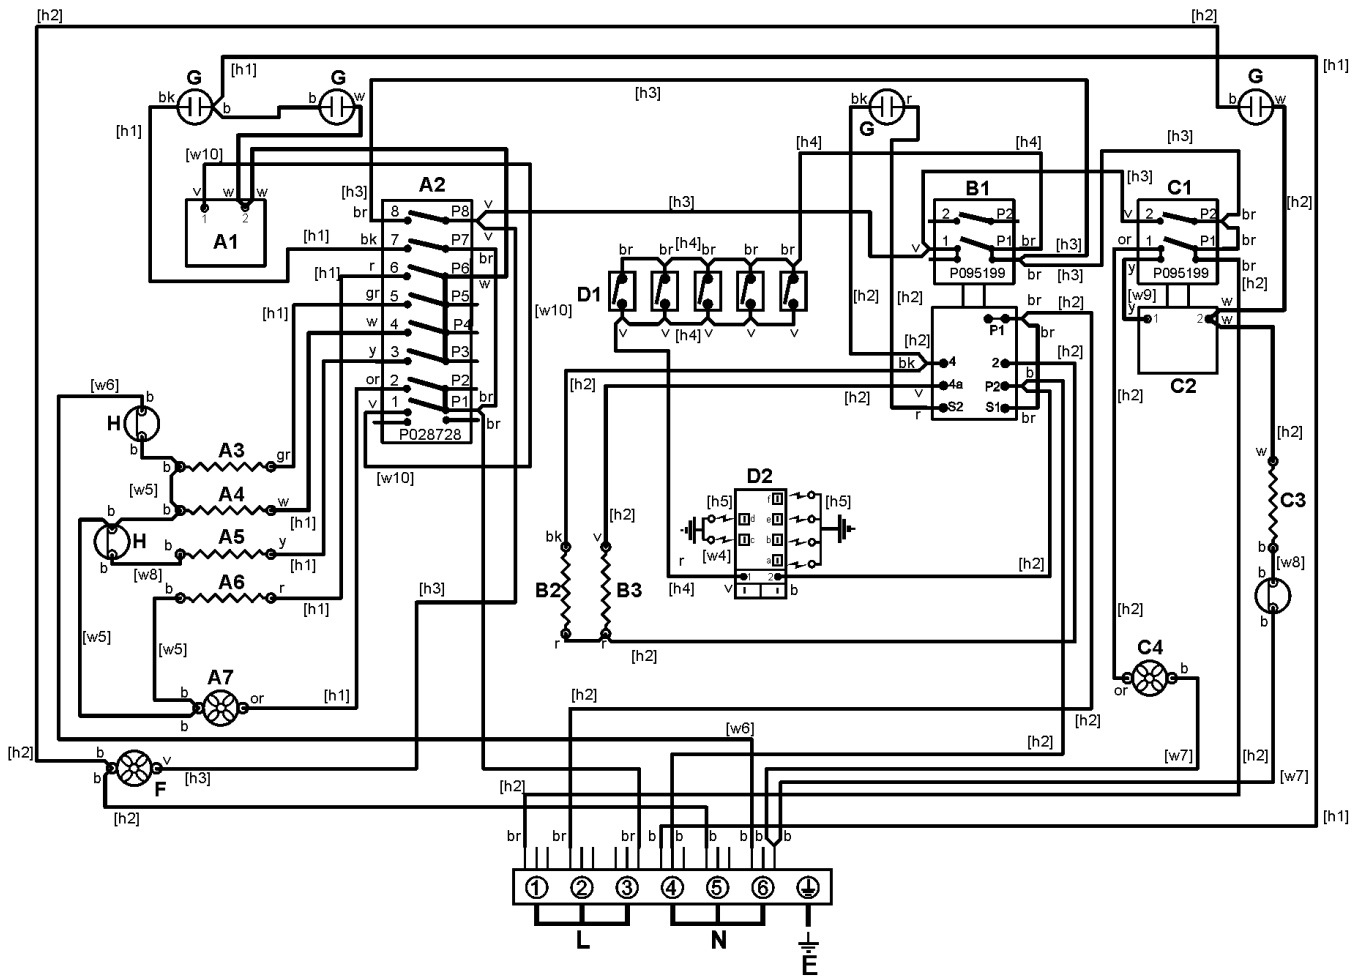 [h2] [h2]
[h1] [h1]
G G G
bk b b w [h3] bk r b w
[h1] G
[w10] [h4] [h4] [h3]
v w w [h3] A2 v [h3] B1 [h3] C1 [h2]
1 2 br 8 P8 2 P2 v 2 P2 br
A1 [h1] bk 7 P7 v br v 1 P1 br [h3] or 1 P1 br
[h1] r 6 P6 w br [h4] br br br br br [h3] y br
P095199 P095199 [h2]
gr 5 P5 [w10] D1 [h2] [h2] br [h2] [w9] w
[h1] w 4 P4 v v [h4] v v v P1 br y 1 2 w
y 3 P3 [h2] bk 4 2 [h2]
[w6] b or 2 P2 br [h2] v 4a P2 b C2
v 1 P1 br [h2] r S2 S1 br [h2]
H P028728
b b A3 gr [w10] [h2] w
[w5] A4 w [h1] D2 C3
b b [h5] f [h5]
H A5 y d e [h2]
b b [w8] [h1] bk v [w4] c b b [w8]
A6 r a b
b [h1] [h3] B2 B3 r 1 2 [h2] b
[h4] v b [h2]
[w5] [w5] r r [h2] C4
A7 b or [h1] or b
b [h2] [h2]
[w6] [h2] [w7]
[h2] b v [h2] [w7]
b F [h3] [h2]
[h2] br br br b b b b b b [h1]
1 2 3 4 5 6
L N
E